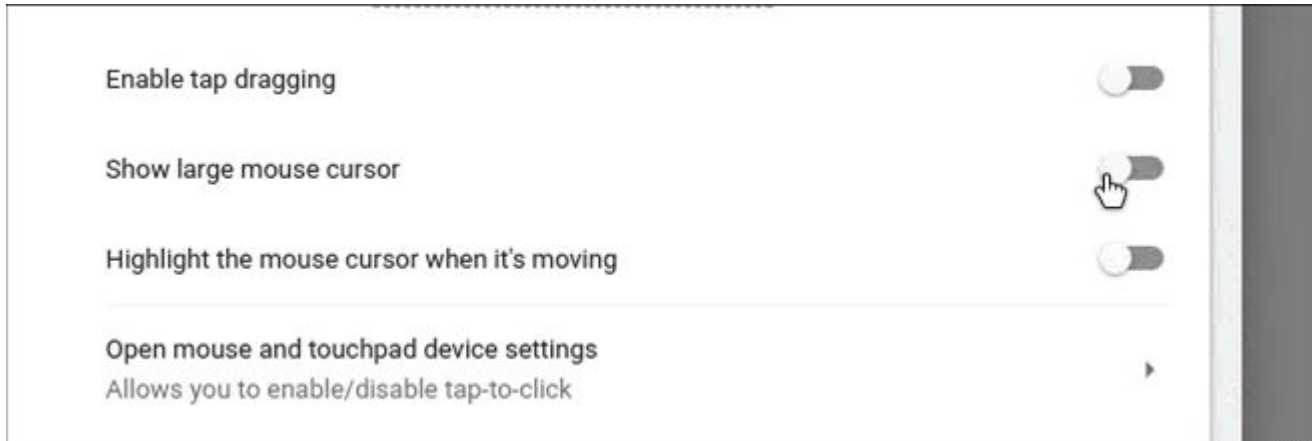 Enable tap dragging
Show large mouse cursor
Highlight the mouse cursor when it's moving
Open mouse and touchpad device settings
Allows you to enable/disable tap-to-click